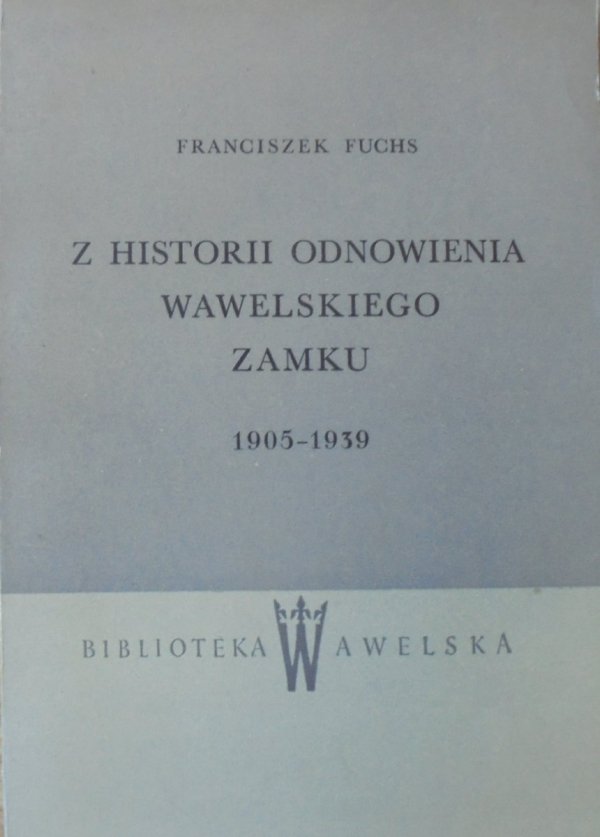 FRANCISZEK FUCHS
Z HISTORII ODNOWIENIA
WAWELSKIEGO
ZAMKU
1905-1939
BIBLIOTEKA WAWELSKA